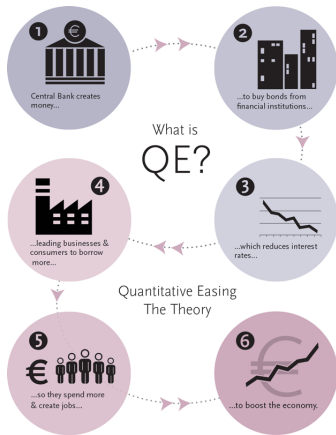 1
€
Central Bank creates
money...
2
...to buy bonds from
financial institutions...
What is
QE?
3
...which reduces interest
rates...
4
...leading businesses &
consumers to borrow
more...
Quantitative Easing
The Theory
5
€
...so they spend more
& create jobs...
6
€
...to boost the economy.